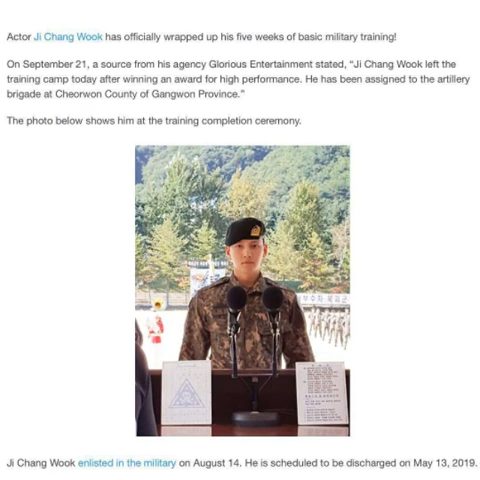 Actor Ji Chang Wook has officially wrapped up his five weeks of basic military training!
On September 21, a source from his agency Glorious Entertainment stated, “Ji Chang Wook left the
training camp today after winning an award for high performance. He has been assigned to the artillery
brigade at Cheorwon County of Gangwon Province.”
The photo below shows him at the training completion ceremony.
Ji Chang Wook enlisted in the military on August 14. He is scheduled to be discharged on May 13, 2019.